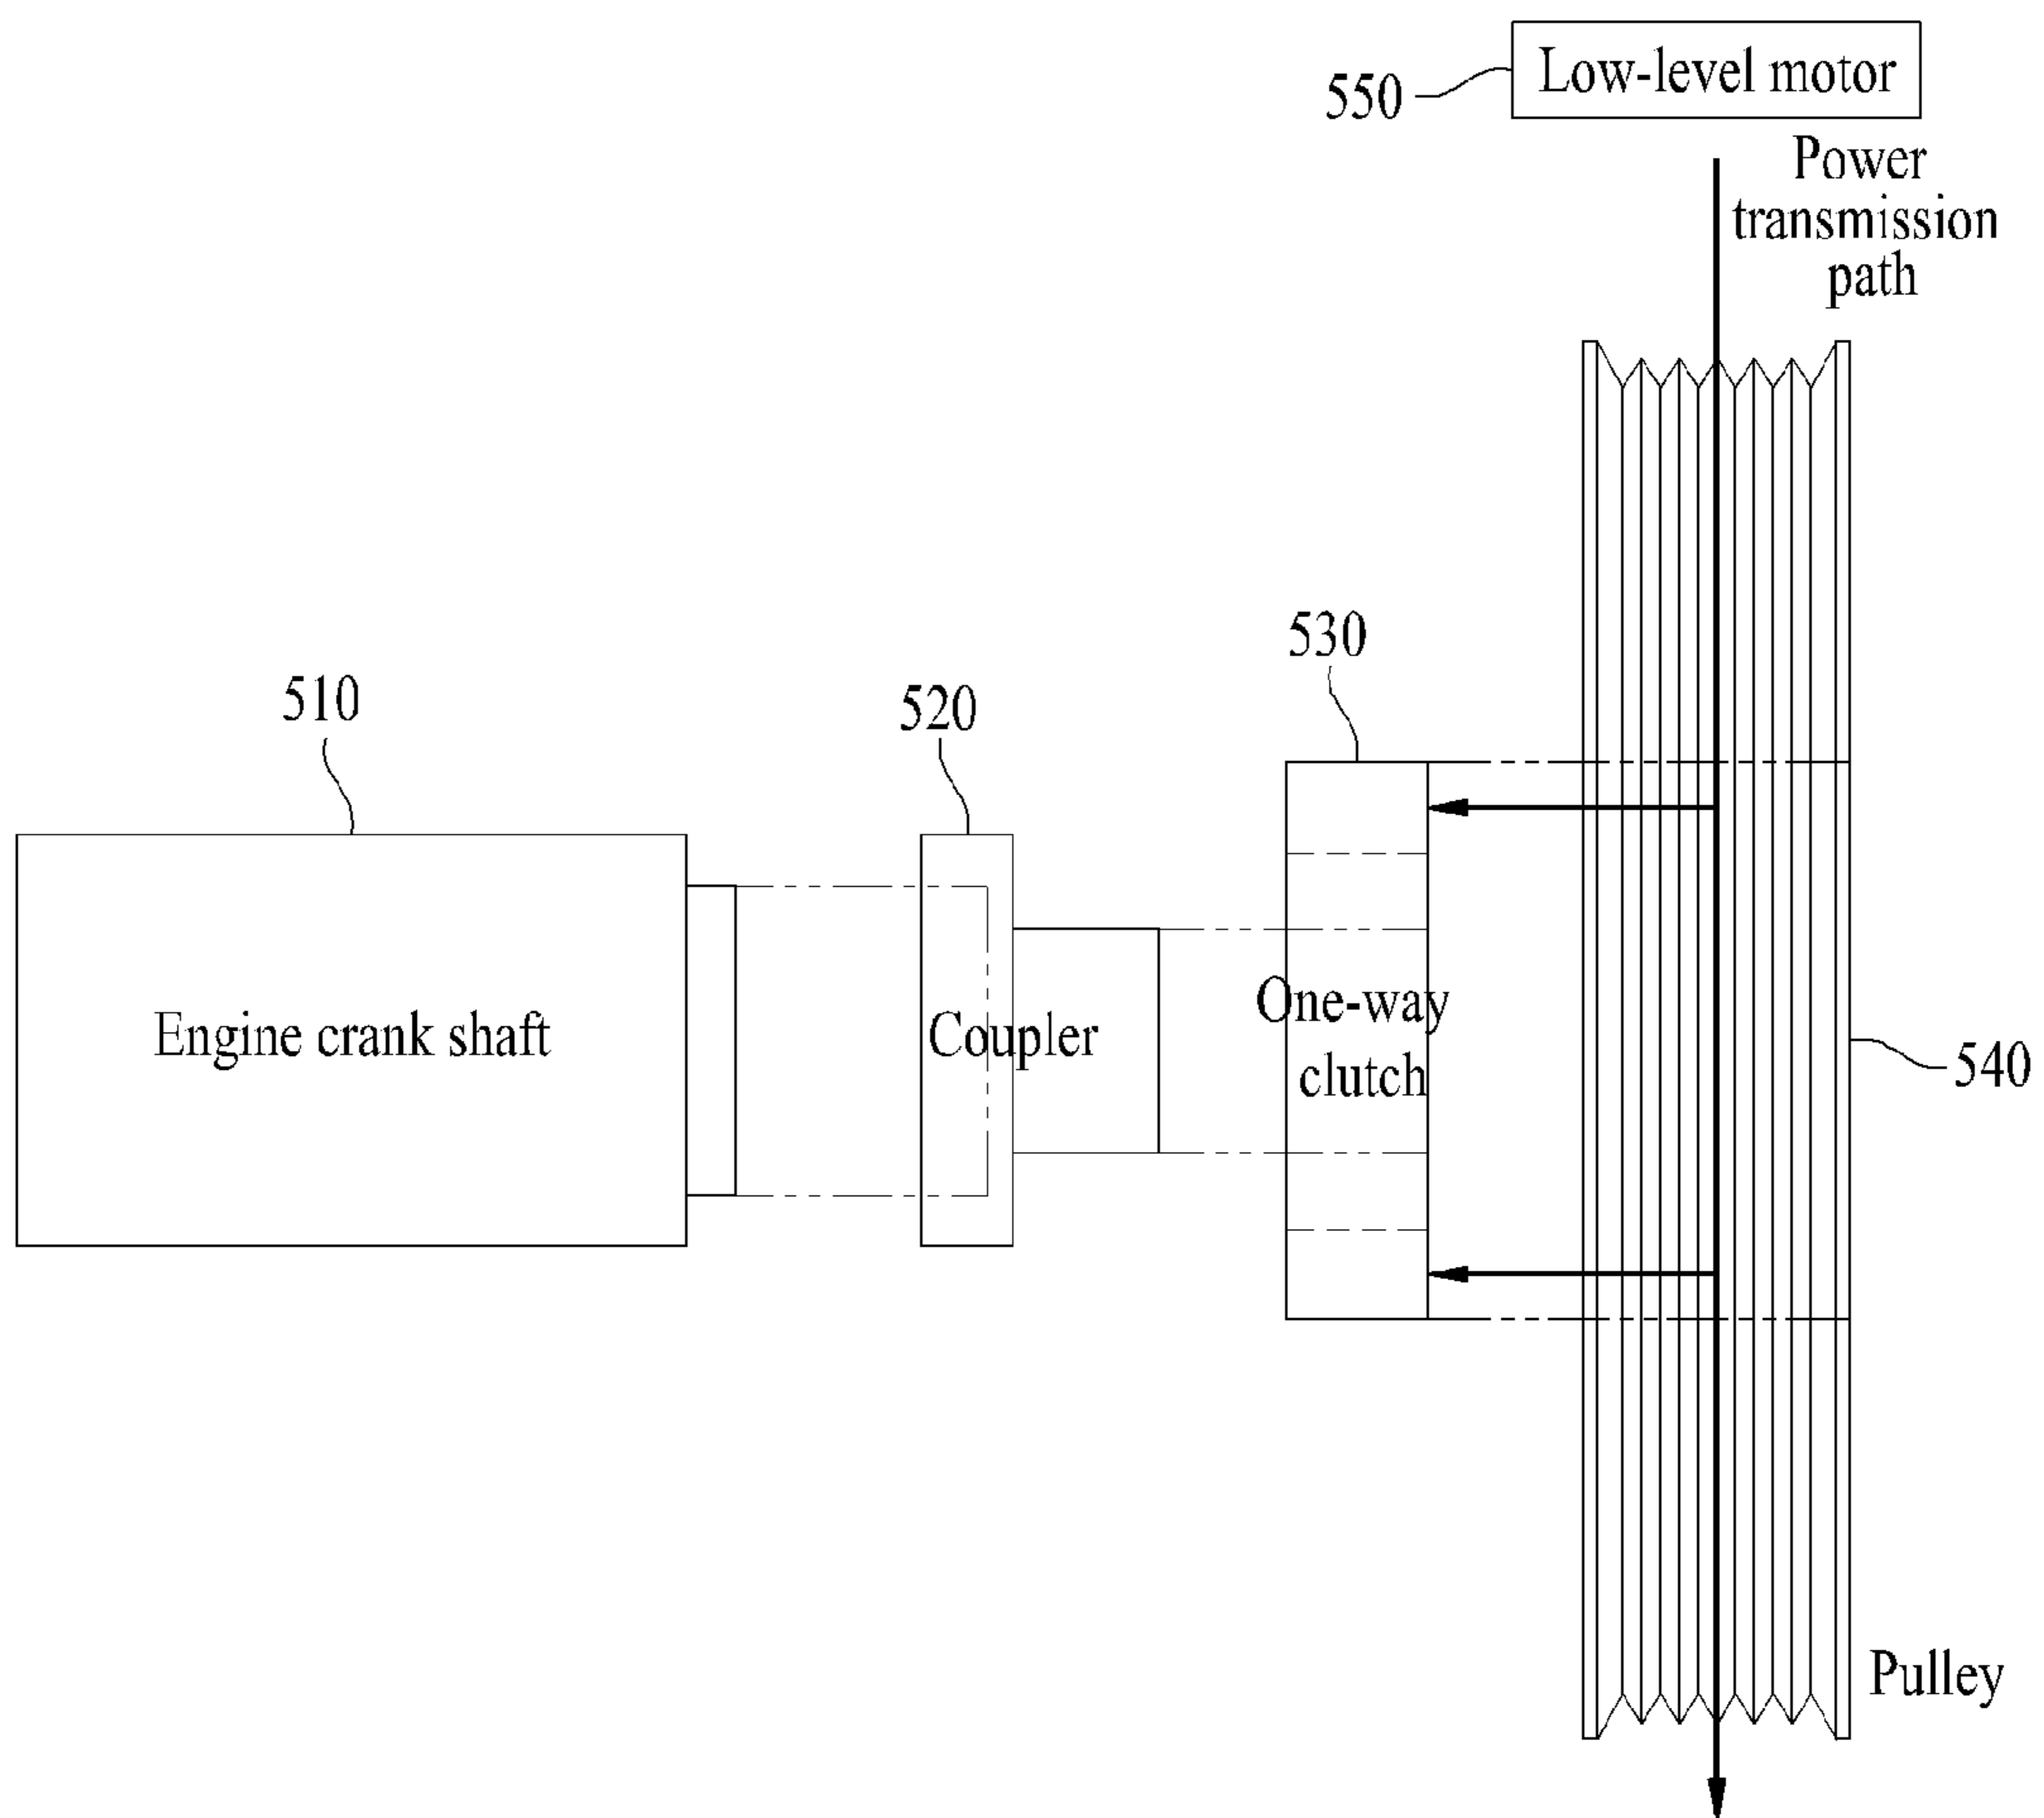 Low-level motor
550
Power
transmission
path
530
510
520
One-way
Engine crank shaft
Coupler
clutch
540
Pulley